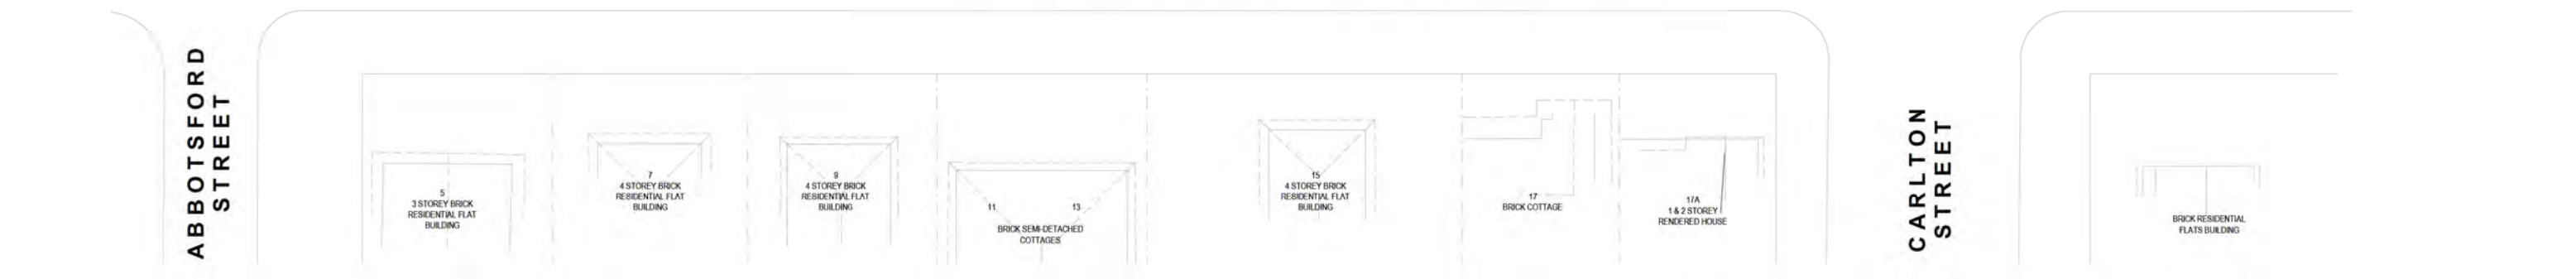 ABBOTSFORD
STREET
5
3 STOREY BRICK
RESIDENTIAL FLAT
BUILDING
7
4 STOREY BRICK
RESIDENTIAL FLAT
BUILDING
9
4 STOREY BRICK
RESIDENTIAL FLAT
BUILDING
11
13
BRICK SEMI-DETACHED
COTTAGES
15
4 STOREY BRICK
RESIDENTIAL FLAT
BUILDING
17
BRICK COTTAGE
17A
1 & 2 STOREY
RENDERED HOUSE
CARLTON
STREET
BRICK RESIDENTIAL
FLATS BUILDING